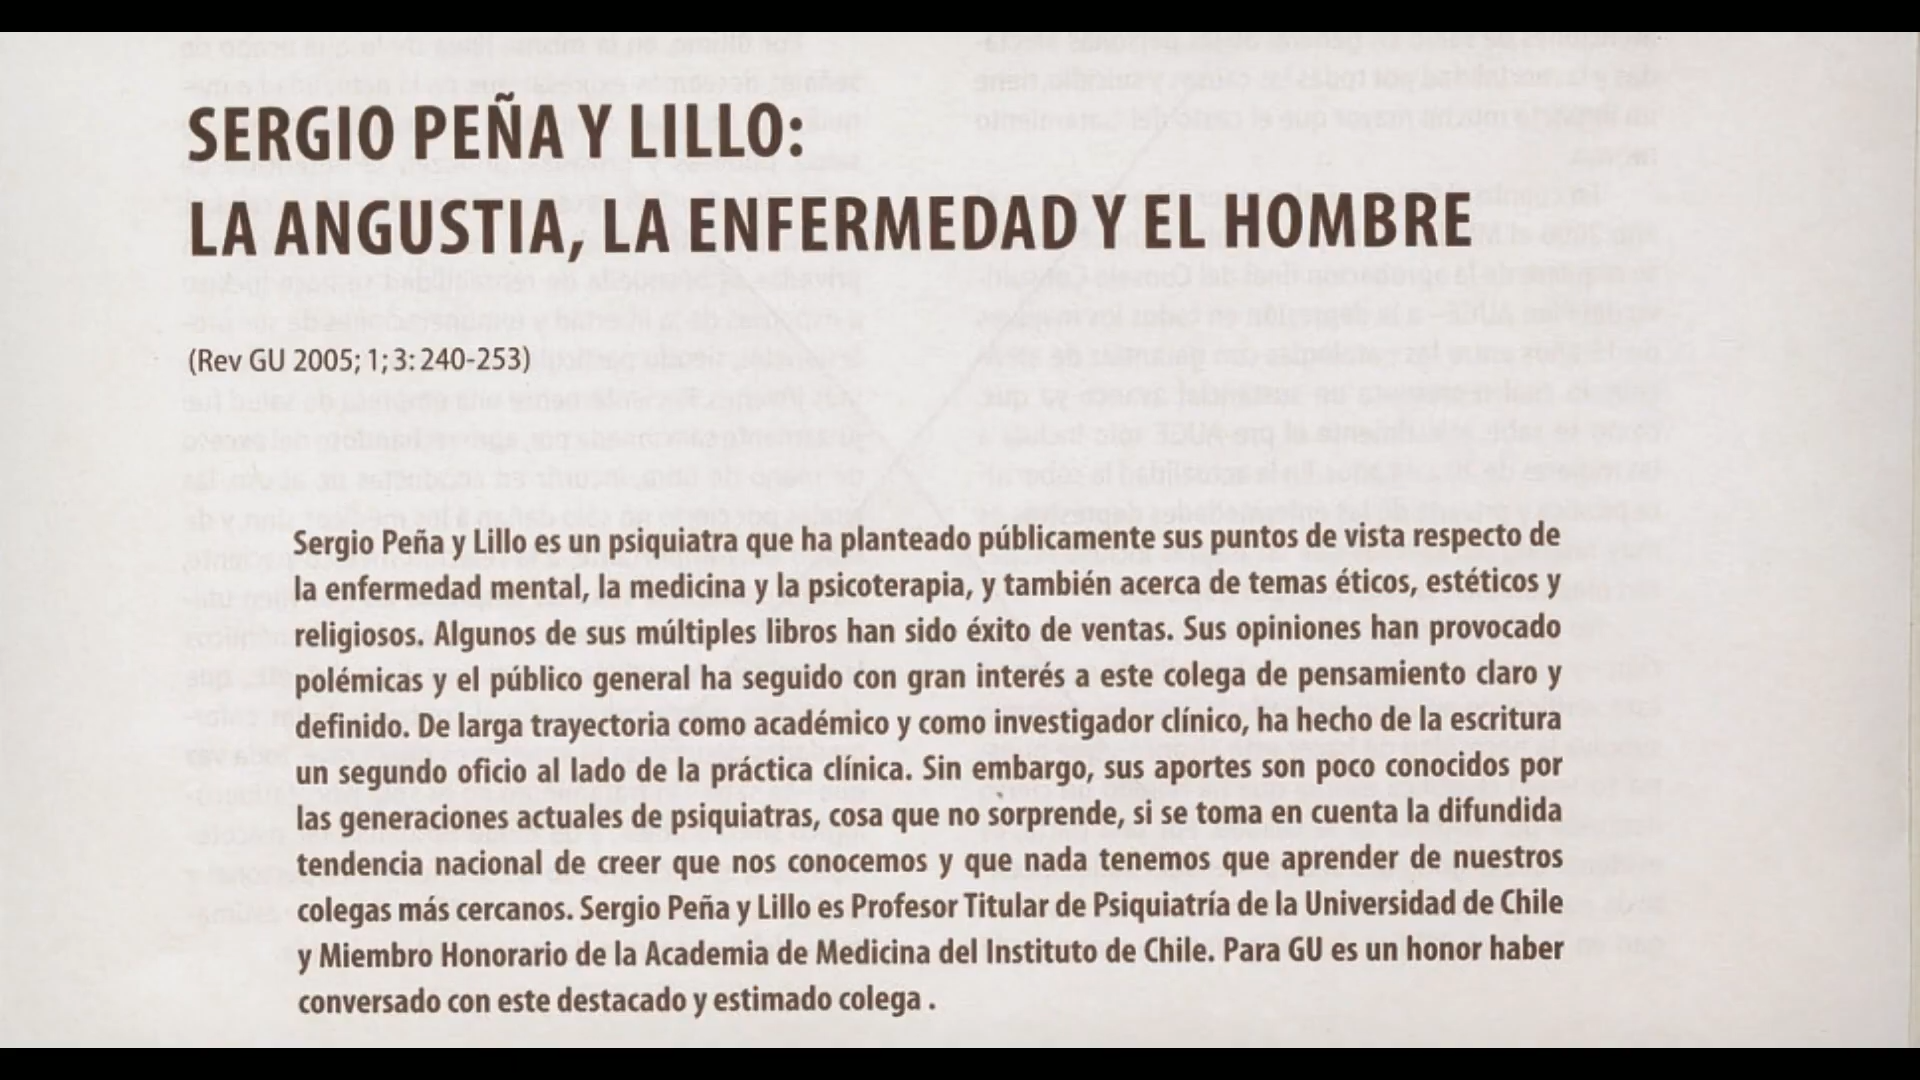 SERGIO PEÑA Y LILLO:
LA ANGUSTIA, LA ENFERMEDAD Y EL HOMBRE
(Rev GU 2005; 1; 3: 240-253)
Sergio Peña y Lillo es un psiquiatra que ha planteado públicamente sus puntos de vista respecto de
la enfermedad mental, la medicina y la psicoterapia, y también acerca de temas éticos, estéticos y
religiosos. Algunos de sus múltiples libros han sido éxito de ventas. Sus opiniones han provocado
polémicas y el público general ha seguido con gran interés a este colega de pensamiento claro y
definido. De larga trayectoria como académico y como investigador clínico, ha hecho de la escritura
un segundo oficio al lado de la práctica clínica. Sin embargo, sus aportes son poco conocidos por
las generaciones actuales de psiquiatras, cosa que no sorprende, si se toma en cuenta la difundida
tendencia nacional de creer que nos conocemos y que nada tenemos que aprender de nuestros
colegas más cercanos. Sergio Peña y Lillo es Profesor Titular de Psiquiatría de la Universidad de Chile
y Miembro Honorario de la Academia de Medicina del Instituto de Chile. Para GU es un honor haber
conversado con este destacado y estimado colega .